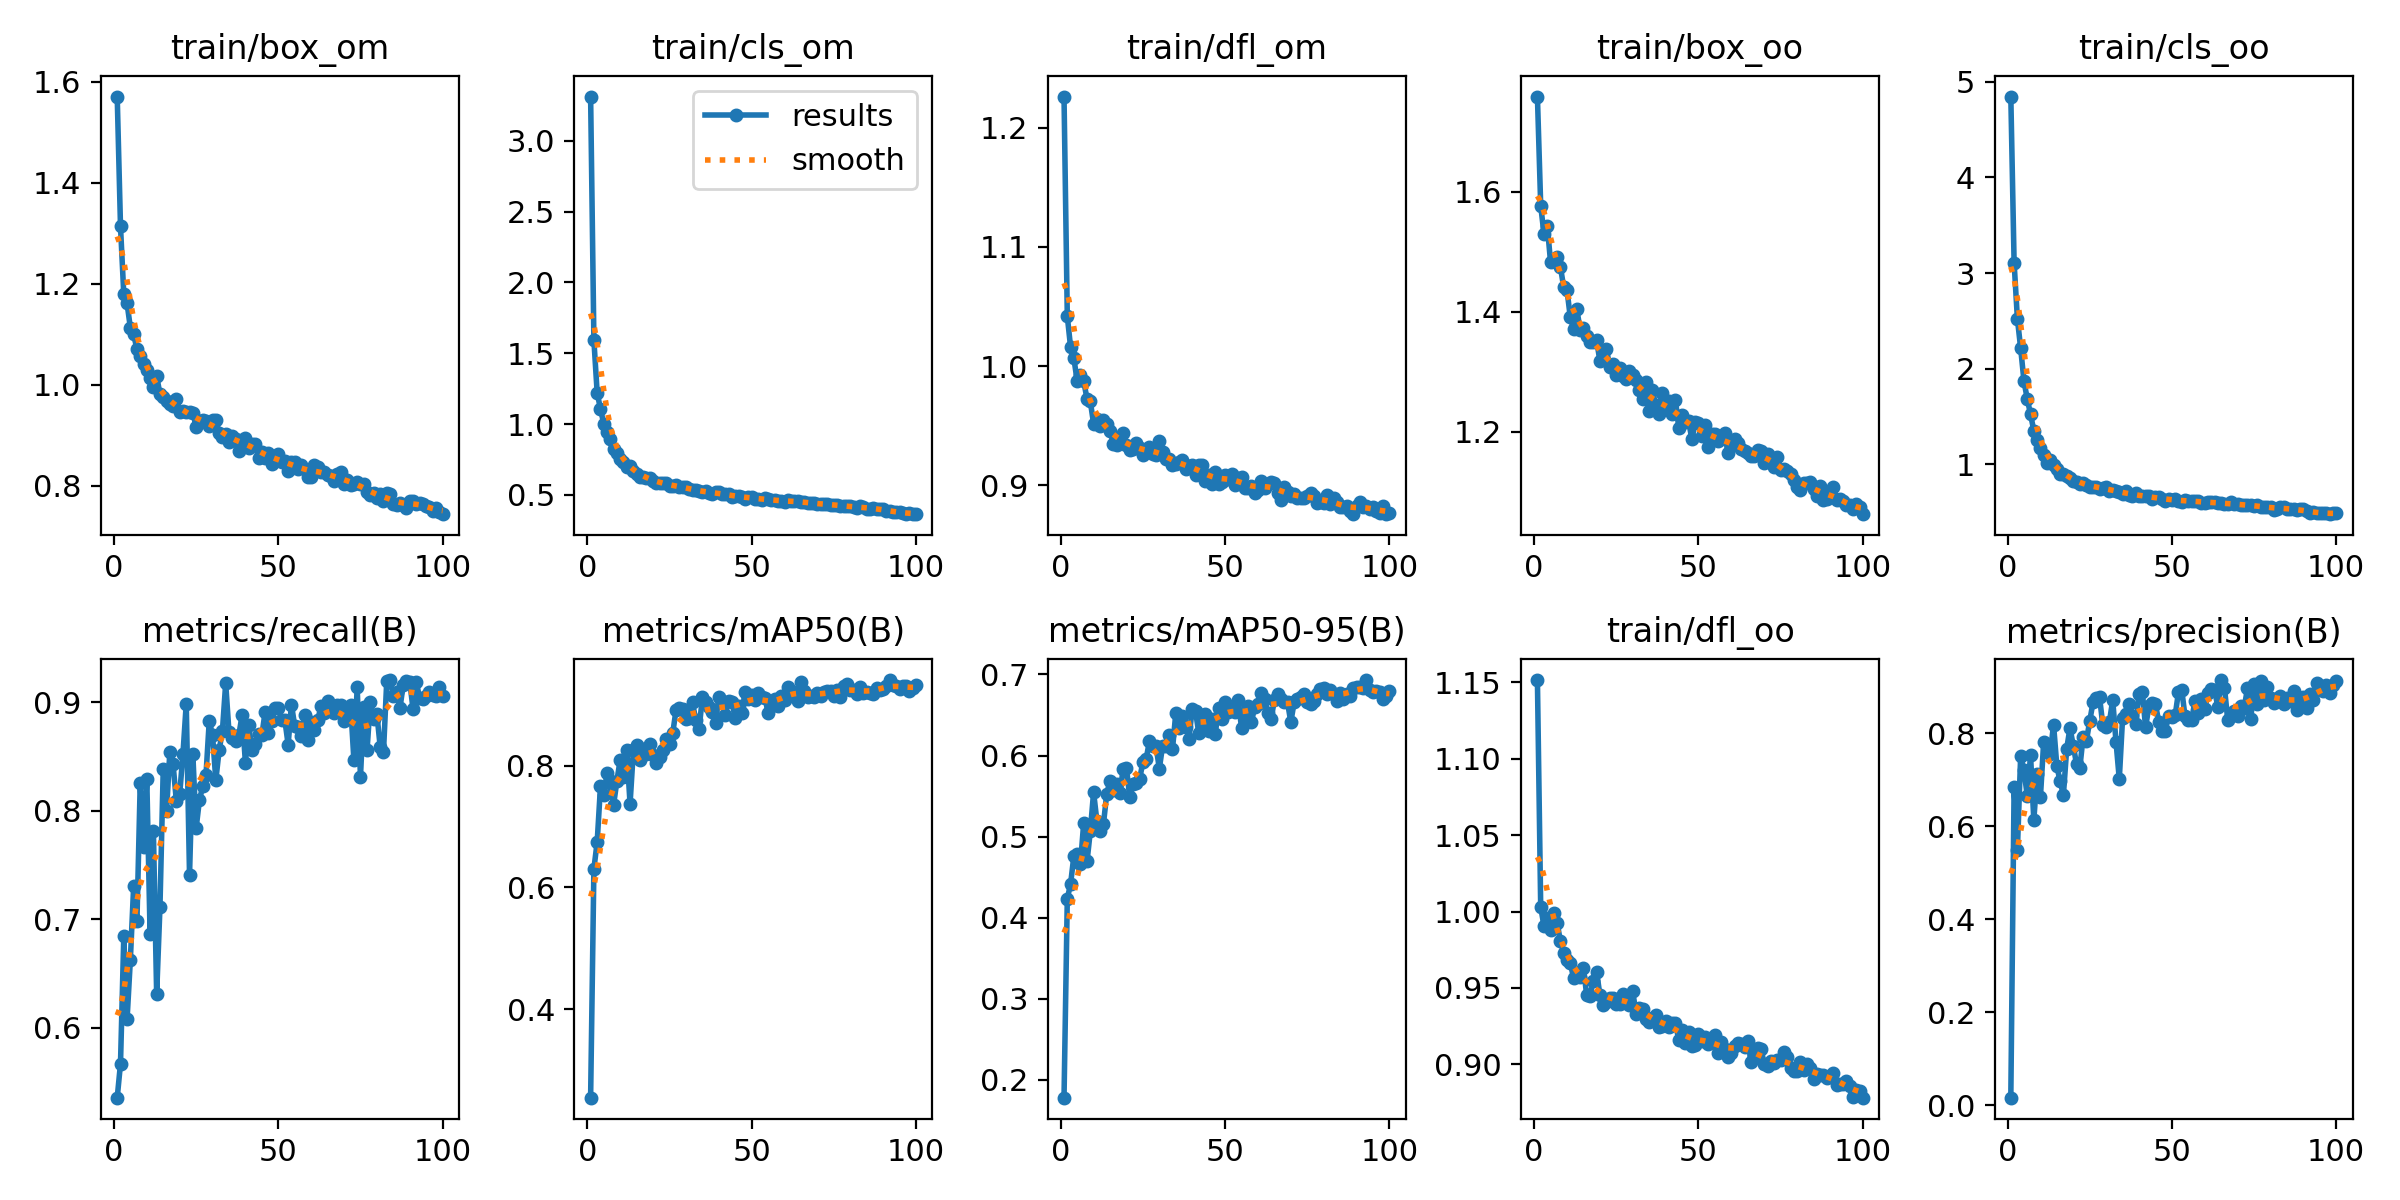 train/box_om
train/cls_om
train/dfl_om
train/box_oo
train/cls_oo
1.6
1.4
1.2
1.0
0.8
0 50 100
results
smooth
3.0
2.5
2.0
1.5
1.0
0.5
0 50 100
1.2
1.1
1.0
0.9
0 50 100
1.6
1.4
1.2
0 50 100
5
4
3
2
1
0 50 100
metrics/recall(B)
metrics/mAP50(B)
metrics/mAP50-95(B)
train/dfl_oo
metrics/precision(B)
0.9
0.8
0.7
0.6
0 50 100
0.8
0.6
0.4
0 50 100
0.7
0.6
0.5
0.4
0.3
0.2
0 50 100
1.15
1.10
1.05
1.00
0.95
0.90
0 50 100
0.8
0.6
0.4
0.2
0.0
0 50 100